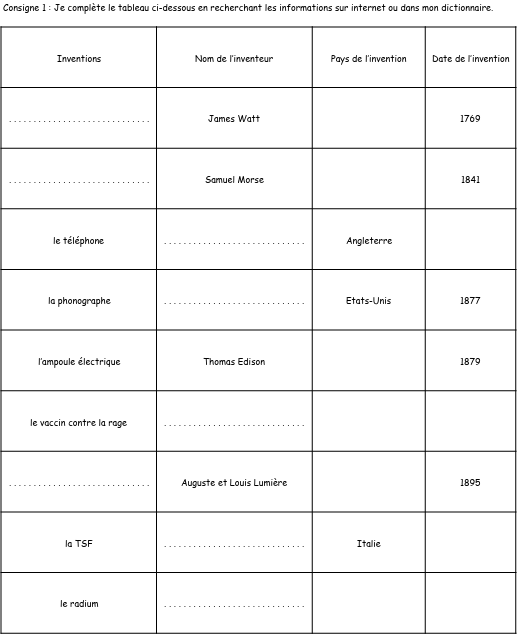 Consigne 1 : Je complète le tableau ci-dessous en recherchant les informations sur internet ou dans mon dictionnaire.
Inventions Nom de l'inventeur Pays de l'invention Date de l'invention
. . . . . . . . . . . . . . . . . . . . . . . . . . . . . James Watt 1769
. . . . . . . . . . . . . . . . . . . . . . . . . . . . . Samuel Morse 1841
le téléphone . . . . . . . . . . . . . . . . . . . . . . . . . . . . . Angleterre
la phonographe . . . . . . . . . . . . . . . . . . . . . . . . . . . . . Etats-Unis 1877
l'ampoule électrique Thomas Edison 1879
le vaccin contre la rage . . . . . . . . . . . . . . . . . . . . . . . . . . . . .
. . . . . . . . . . . . . . . . . . . . . . . . . . . . . Auguste et Louis Lumière 1895
la TSF . . . . . . . . . . . . . . . . . . . . . . . . . . . . . Italie
le radium . . . . . . . . . . . . . . . . . . . . . . . . . . . . .